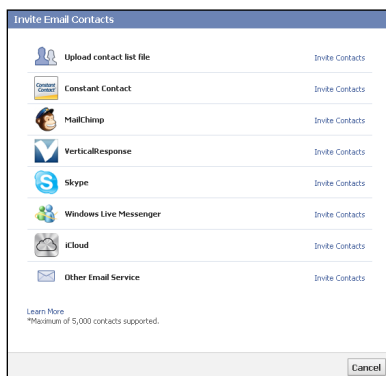 Invite Email Contacts
Upload contact list file Invite Contacts
Constant Contact Constant Contact Invite Contacts
MailChimp Invite Contacts
VerticalResponse Invite Contacts
Skype Invite Contacts
Windows Live Messenger Invite Contacts
iCloud Invite Contacts
Other Email Service Invite Contacts
Learn More
*Maximum of 5,000 contacts supported.
Cancel